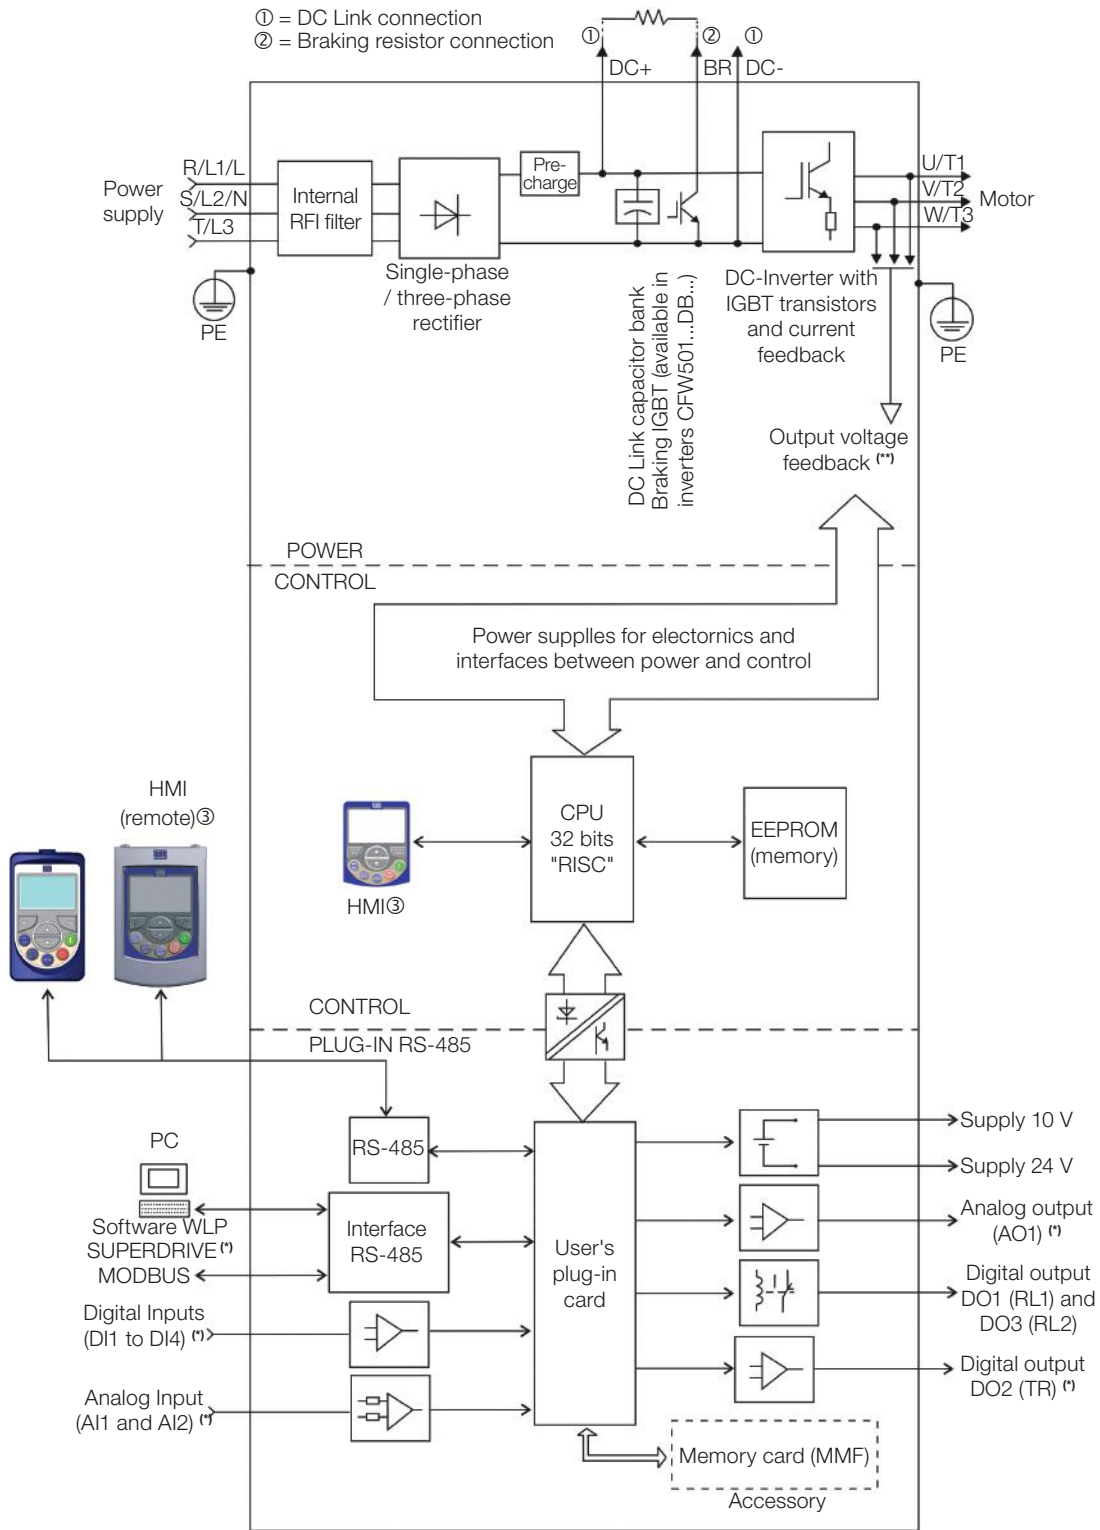 ① = DC Link connection
② = Braking resistor connection
① ② ①
DC+ BR DC-
Power
supply
R/L1/L
S/L2/N
T/L3
Internal
RFI filter
Pre-
charge
U/T1
V/T2
W/T3
Motor
PE
Single-phase
/ three-phase
rectifier
DC Link capacitor bank
Braking IGBT (available in
inverters CFW501...DB...)
DC-Inverter with
IGBT transistors
and current
feedback
PE
Output voltage
feedback (**)
POWER
CONTROL
Power supplles for electornics and
interfaces between power and control
HMI
(remote)③
HMI③
CPU
32 bits
"RISC"
EEPROM
(memory)
CONTROL
PLUG-IN RS-485
PC
Software WLP
SUPERDRIVE (*)
MODBUS
Digital Inputs
(DI1 to DI4) (*)
Analog Input
(AI1 and AI2) (*)
RS-485
Interface
RS-485
User's
plug-in
card
Supply 10 V
Supply 24 V
Analog output
(AO1) (*)
Digital output
DO1 (RL1) and
DO3 (RL2)
Digital output
DO2 (TR) (*)
Memory card (MMF)
Accessory